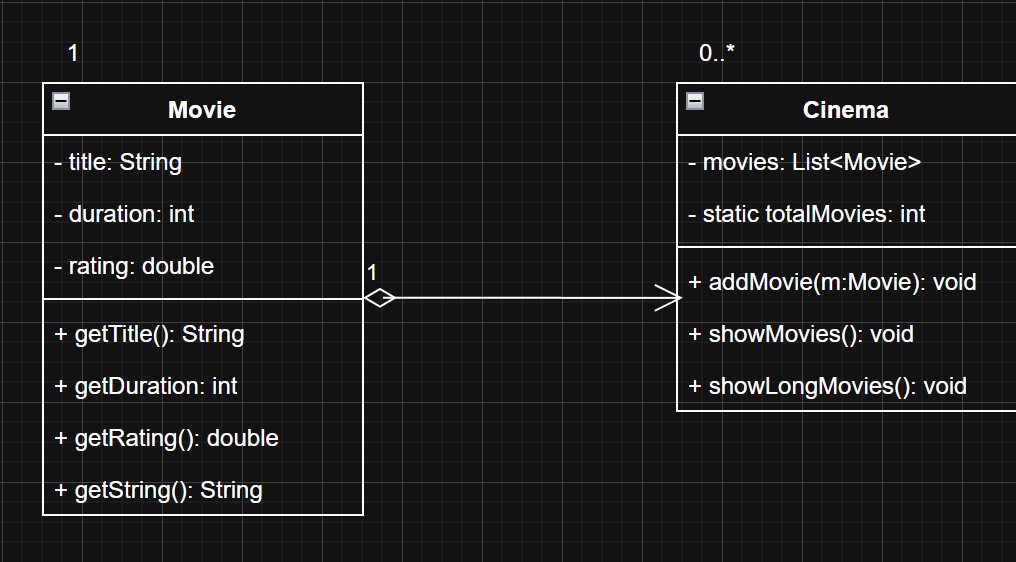 1
0..*
Movie
- title: String
- duration: int
- rating: double
+ getTitle(): String
+ getDuration: int
+ getRating(): double
+ getString(): String
1
Cinema
- movies: List<Movie>
- static totalMovies: int
+ addMovie(m:Movie): void
+ showMovies(): void
+ showLongMovies(): void